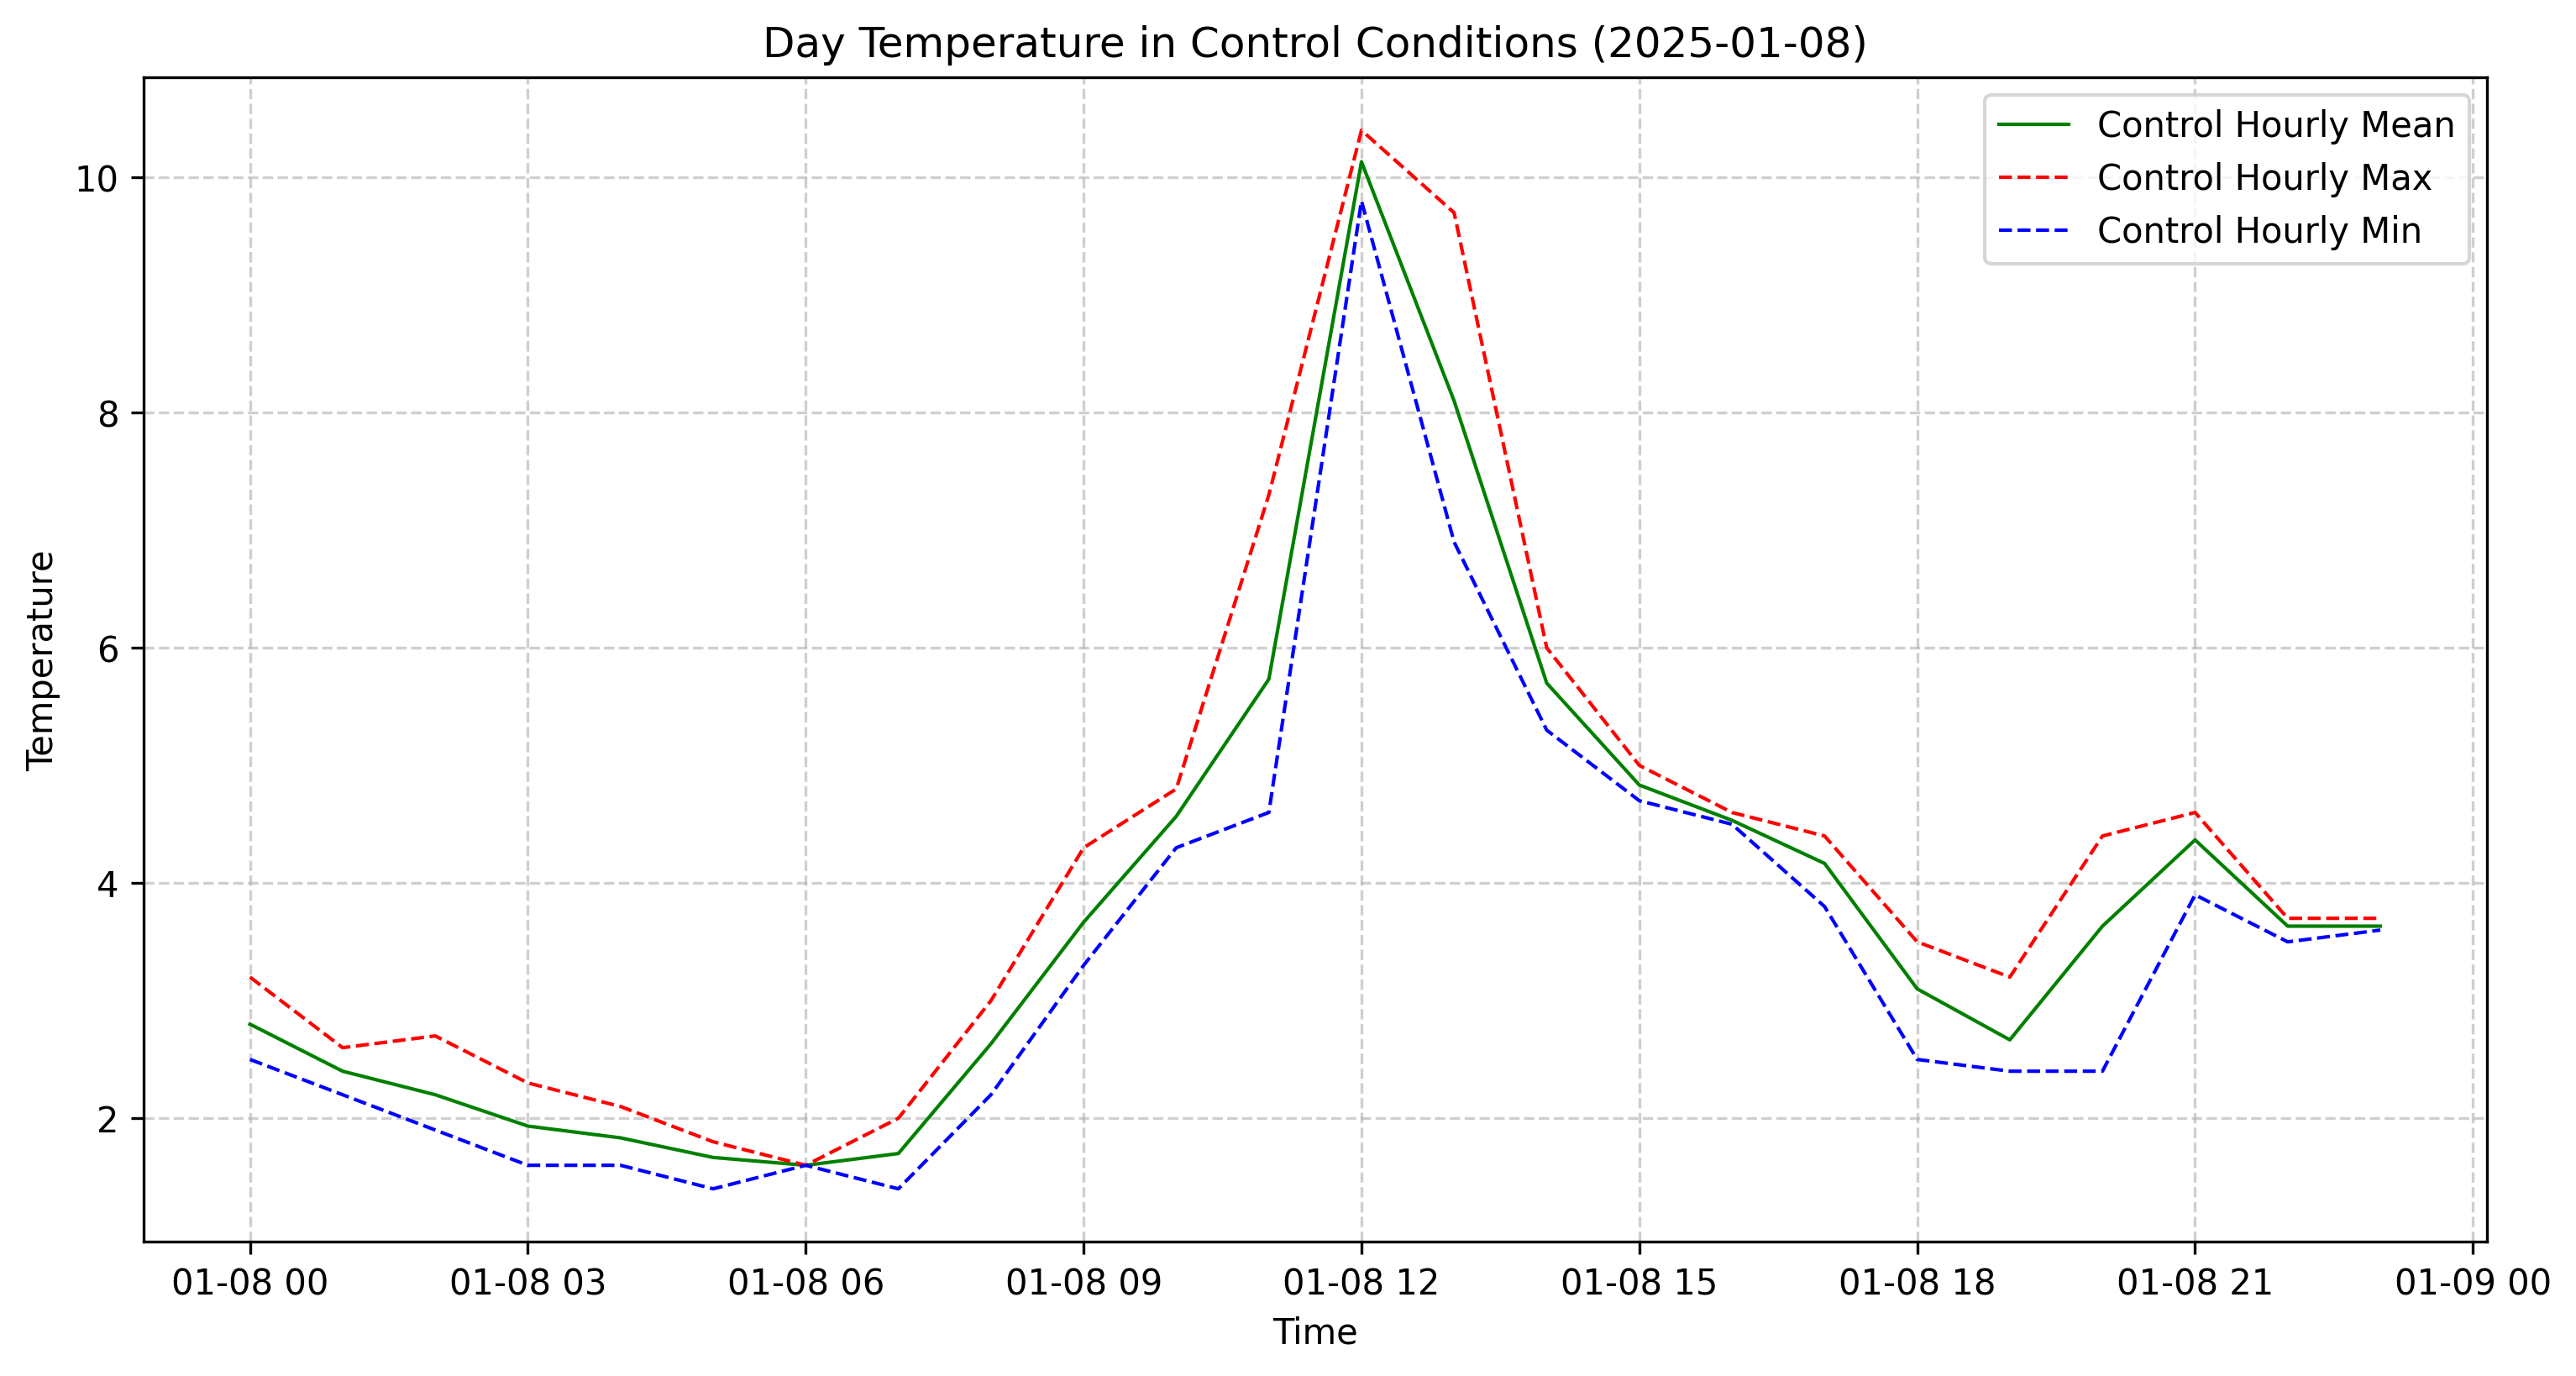 Day Temperature in Control Conditions (2025-01-08)
Control Hourly Mean
Control Hourly Max
Control Hourly Min
Temperature
10
8
6
4
2
01-08 00 01-08 03 01-08 06 01-08 09 01-08 12 01-08 15 01-08 18 01-08 21 01-09 00
Time